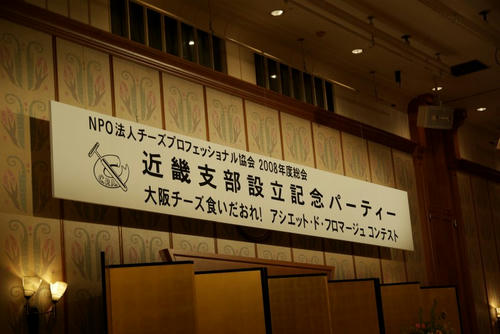 NPO法人チーズプロフェッショナル協会 2008年度総会
近畿支部設立記念パーティー
大阪チーズ食いだおれ! アシェット・ド・フロマージュ コンテスト